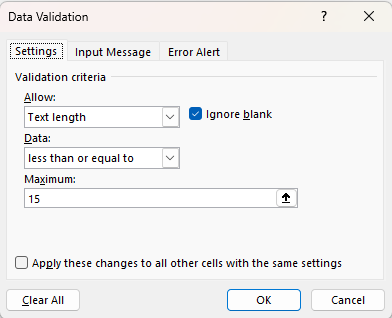 Data Validation ? ×
Settings Input Message Error Alert
Validation criteria
Allow:
Text length Ignore blank
Data:
less than or equal to
Maximum:
15
Apply these changes to all other cells with the same settings
Clear All OK Cancel